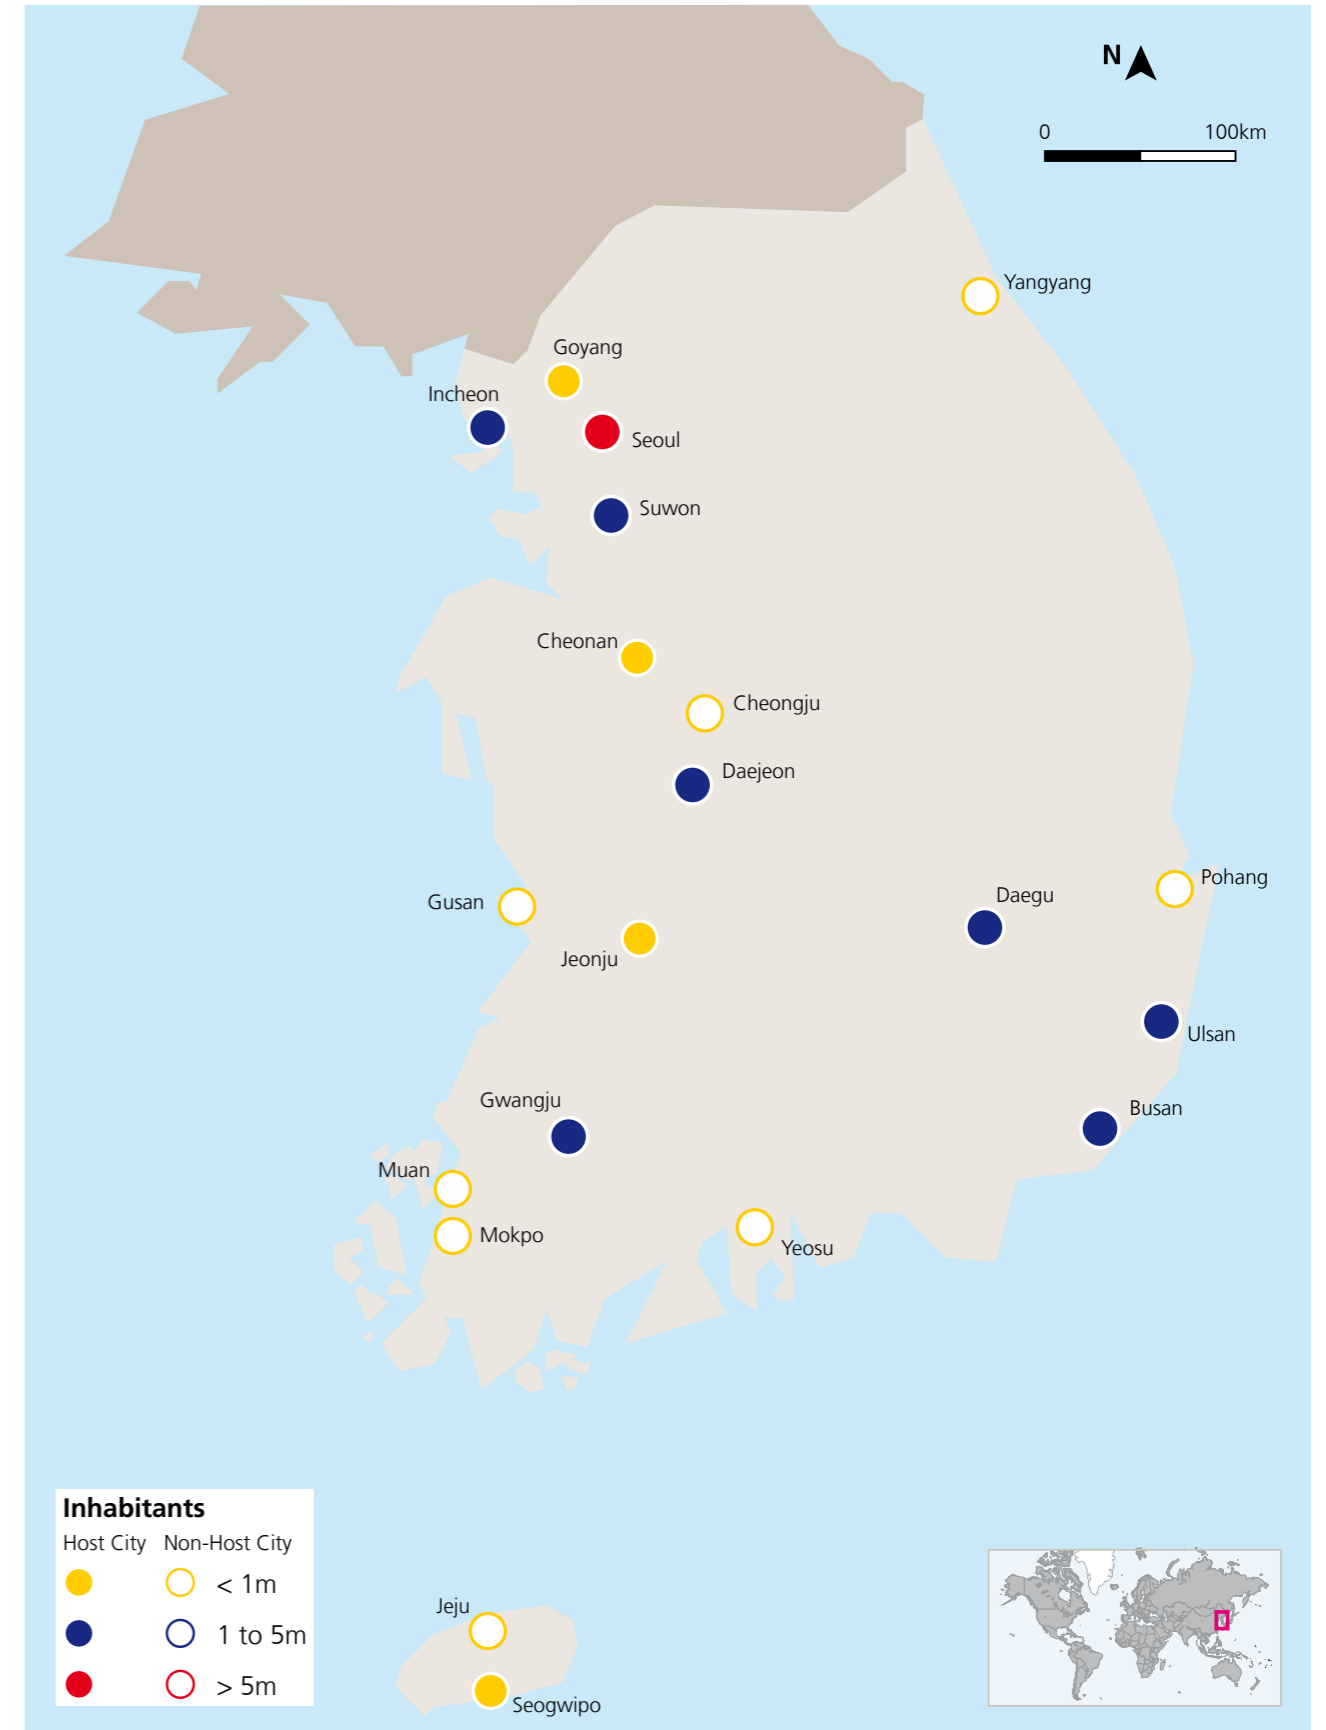 N
0 100km
Yangyang
Goyang
Incheon
Seoul
Suwon
Cheonan
Cheongju
Daejeon
Pohang
Daegu
Gusan
Jeonju
Ulsan
Gwangju
Busan
Muan
Mokpo
Yeosu
Inhabitants
Host City Non-Host City
< 1m
1 to 5m
> 5m
Jeju
Seogwipo